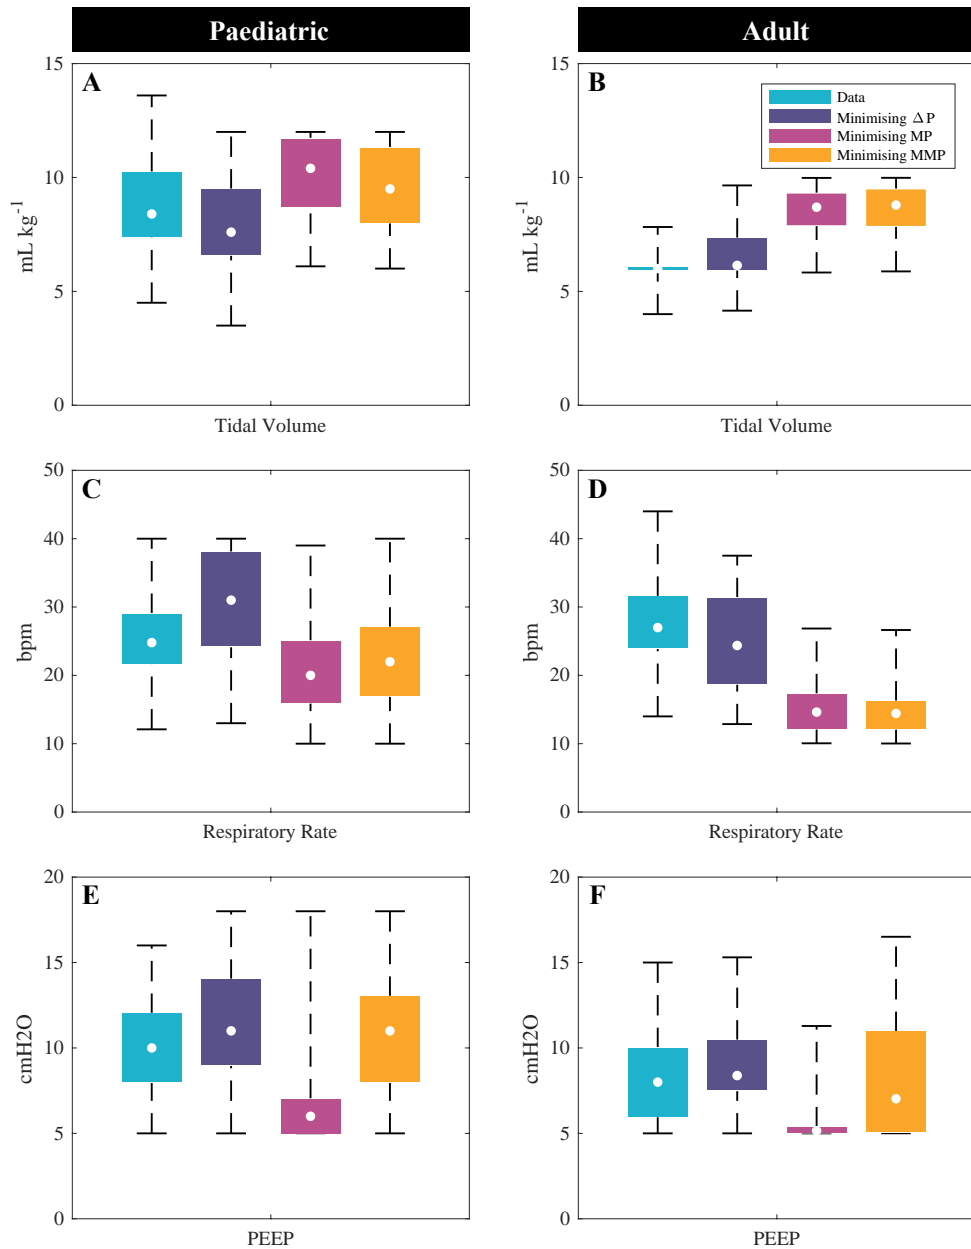 Paediatric
Adult
A
15
10
5
0
mL kg-1
Tidal Volume
B
15
10
5
0
mL kg-1
Tidal Volume
Data
Minimising Δ P
Minimising MP
Minimising MMP
C
50
40
30
20
10
0
bpm
Respiratory Rate
D
50
40
30
20
10
0
bpm
Respiratory Rate
E
20
15
10
5
0
cmH2O
PEEP
F
20
15
10
5
0
cmH2O
PEEP